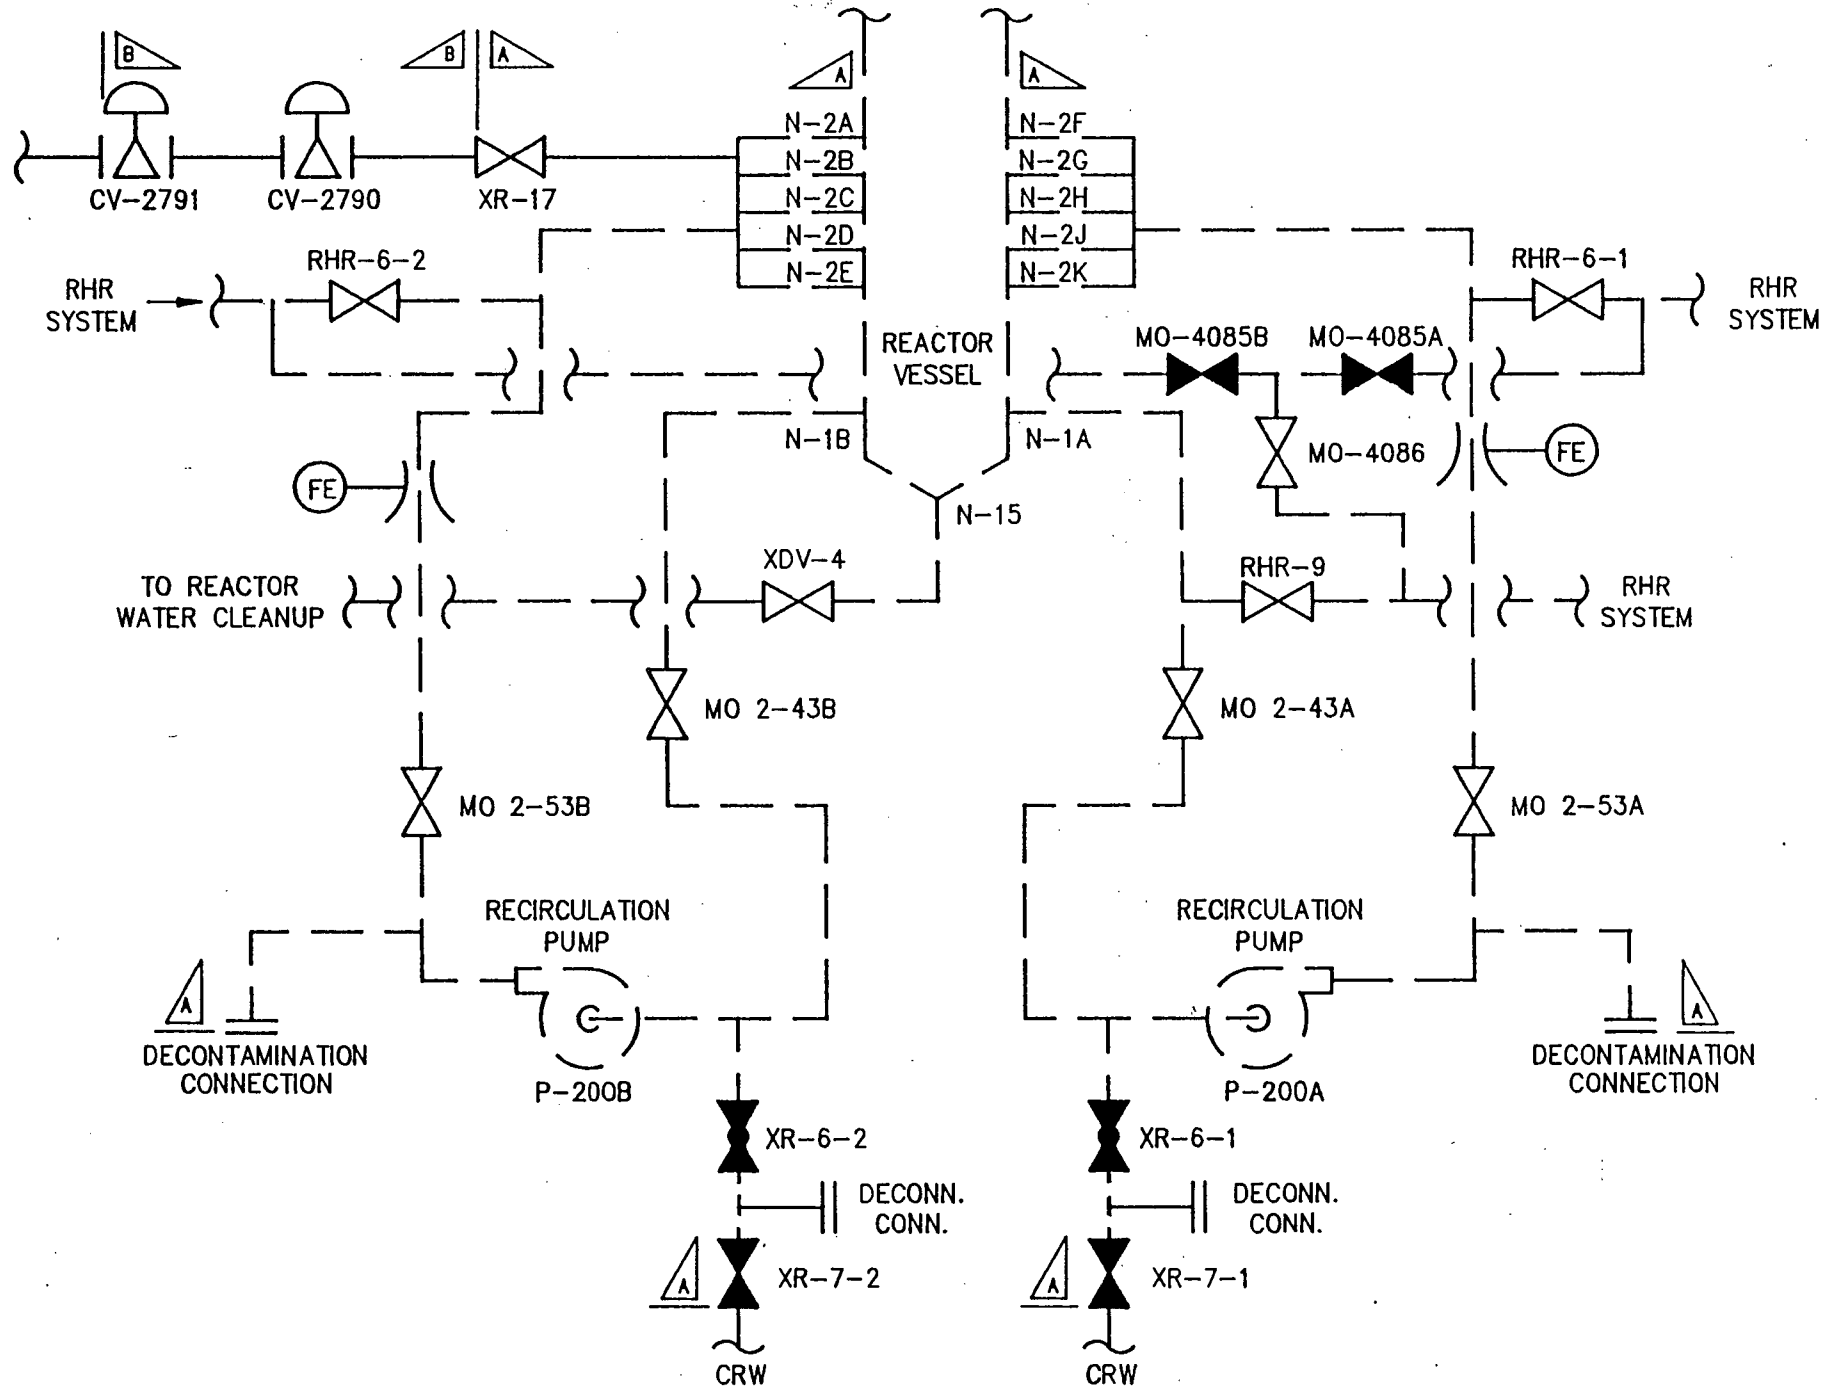 B
B
A
A
A
N-2A
N-2F
N-2B
N-2G
CV-2791
CV-2790
XR-17
N-2C
N-2H
N-2D
N-2J
N-2E
N-2K
RHR-6-2
RHR-6-1
RHR
SYSTEM
RHR
SYSTEM
REACTOR
VESSEL
MO-4085B
MO-4085A
N-1B
N-1A
MO-4086
FE
FE
N-15
XDV-4
RHR-9
TO REACTOR
WATER CLEANUP
RHR
SYSTEM
MO 2-43B
MO 2-43A
MO 2-53B
MO 2-53A
RECIRCULATION
PUMP
RECIRCULATION
PUMP
A
A
DECONTAMINATION
CONNECTION
DECONTAMINATION
CONNECTION
P-200B
P-200A
XR-6-2
XR-6-1
DECONN.
CONN.
DECONN.
CONN.
A
XR-7-2
A
XR-7-1
CRW
CRW